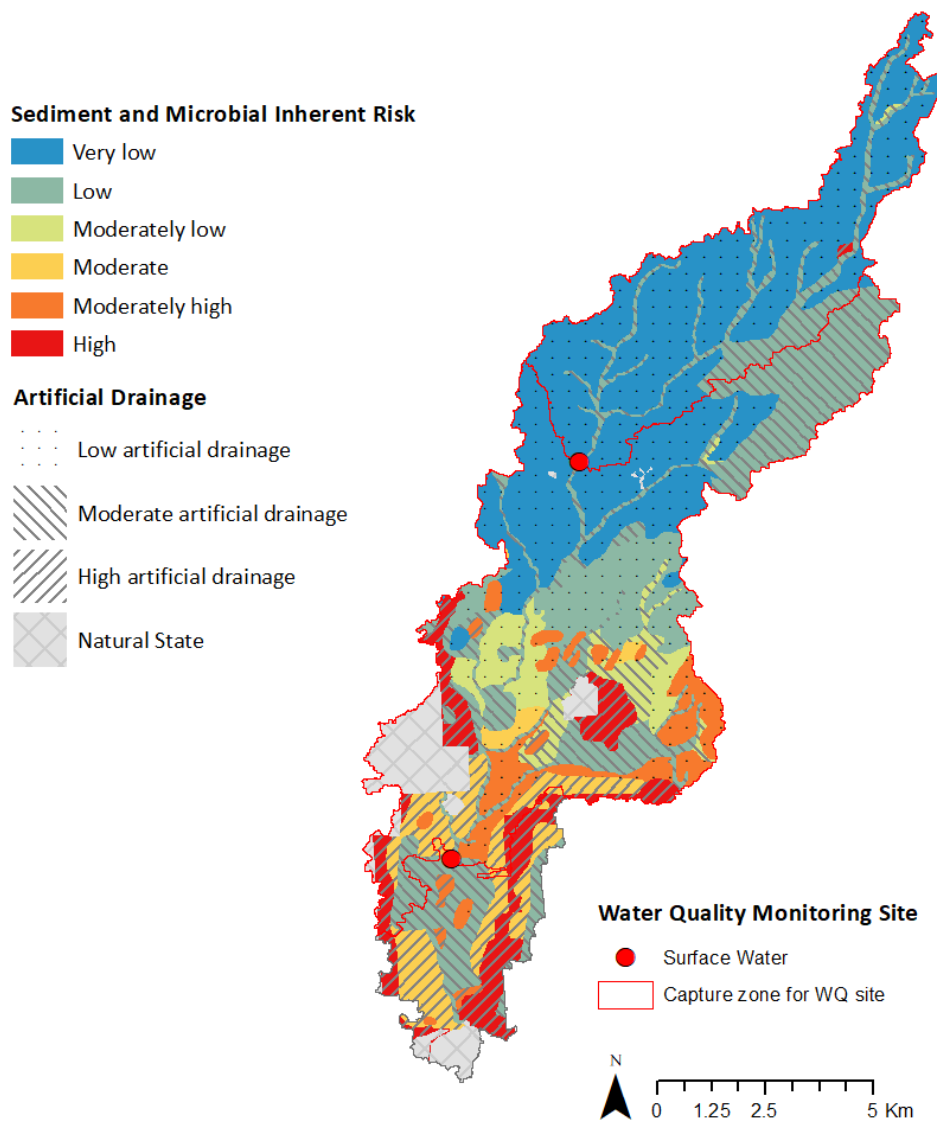 Sediment and Microbial Inherent Risk
Very low
Low
Moderately low
Moderate
Moderately high
High
Artificial Drainage
Low artificial drainage
Moderate artificial drainage
High artificial drainage
Natural State
Water Quality Monitoring Site
Surface Water
Capture zone for WQ site
N
0 1.25 2.5 5 Km